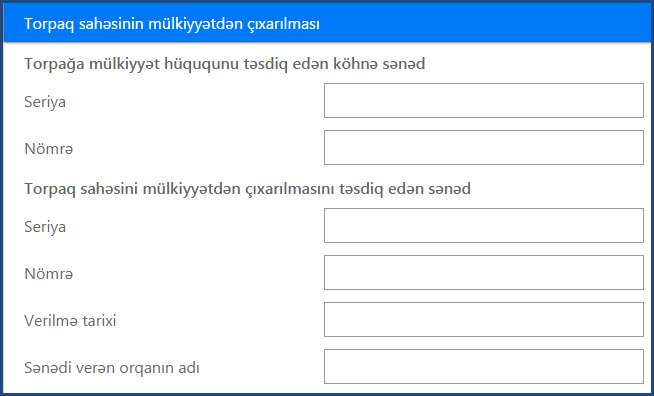 Torpaq sahəsinin mülkiyyətdən çıxarılması
Torpağa mülkiyyət hüququnu təsdiq edən köhnə sənəd
Seriya
Nömrə
Torpaq sahəsini mülkiyyətdən çıxarılmasını təsdiq edən sənəd
Seriya
Nömrə
Verilmə tarixi
Sənədi verən orqanın adı